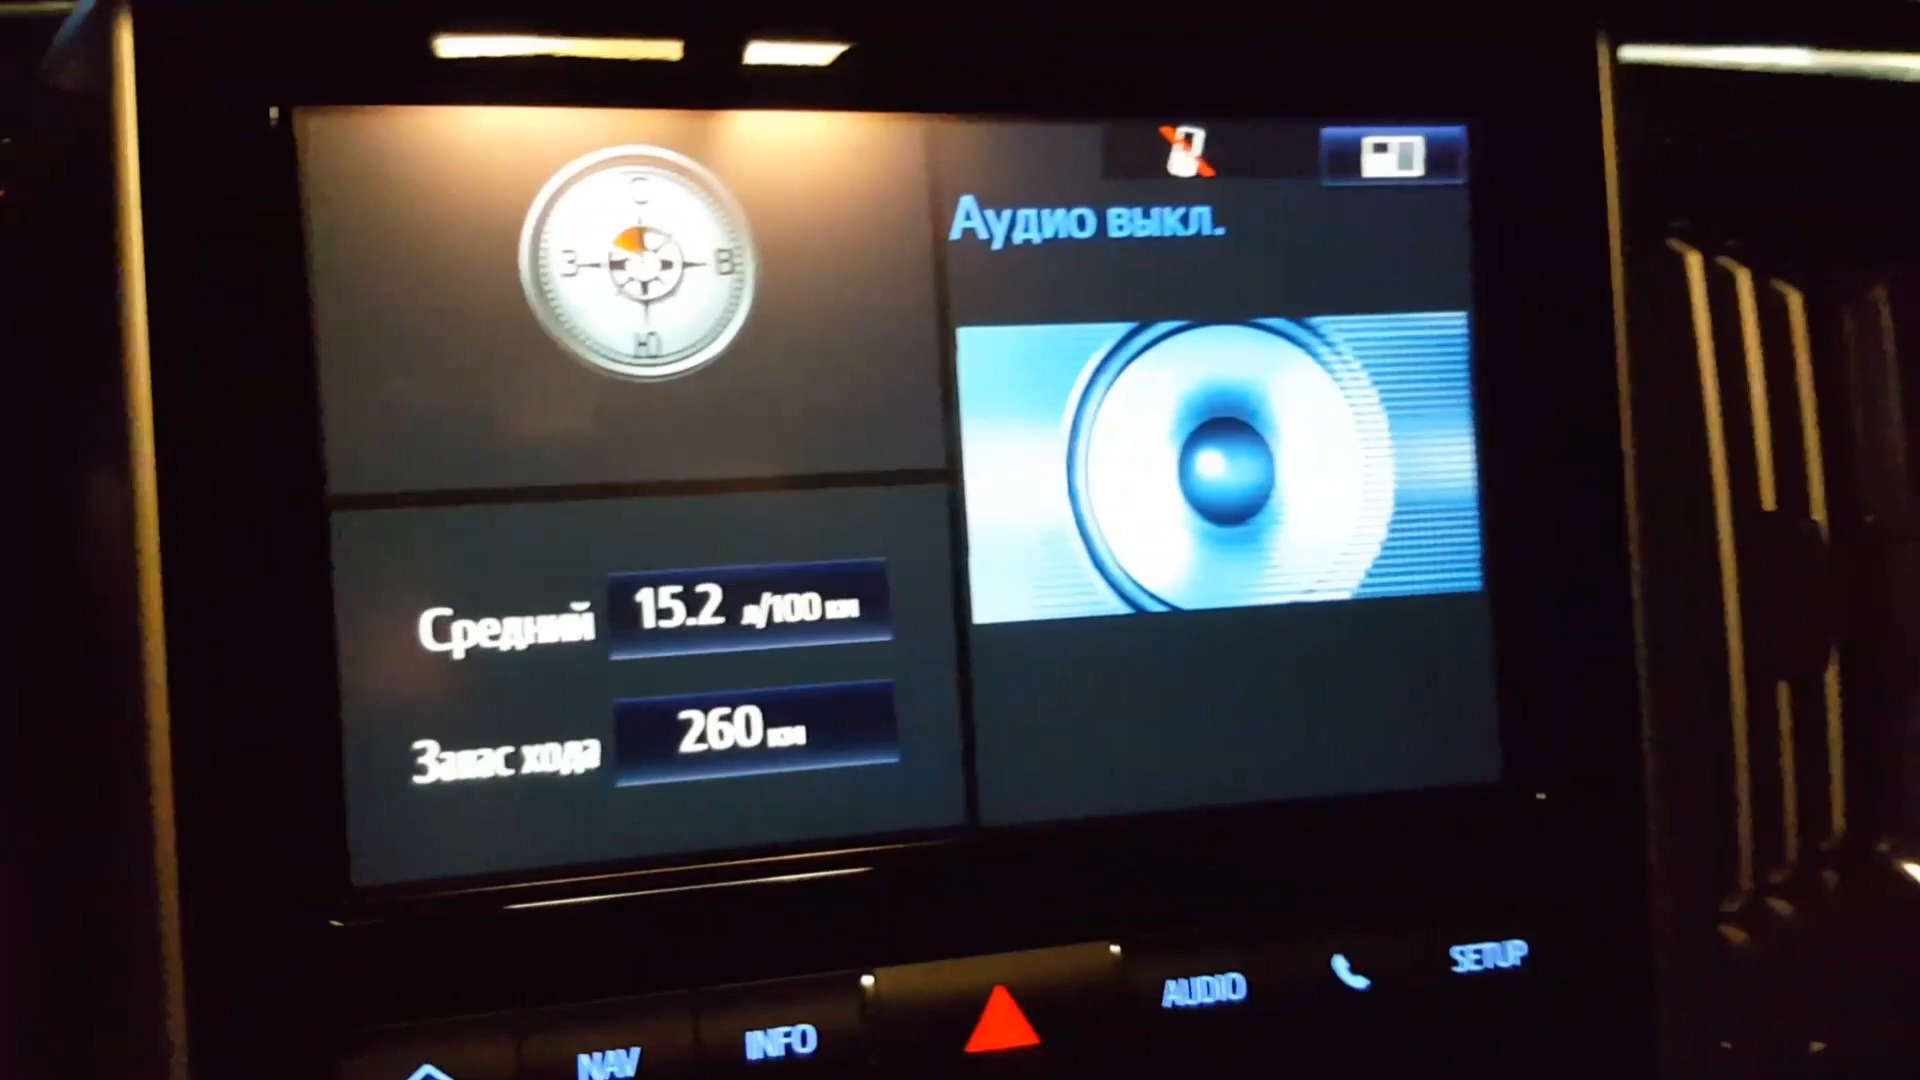 С
З В
Ю
Аудио выкл.
Средний 15.2 л/100 км
Запас хода 260 км
NAV INFO AUDIO SETUP